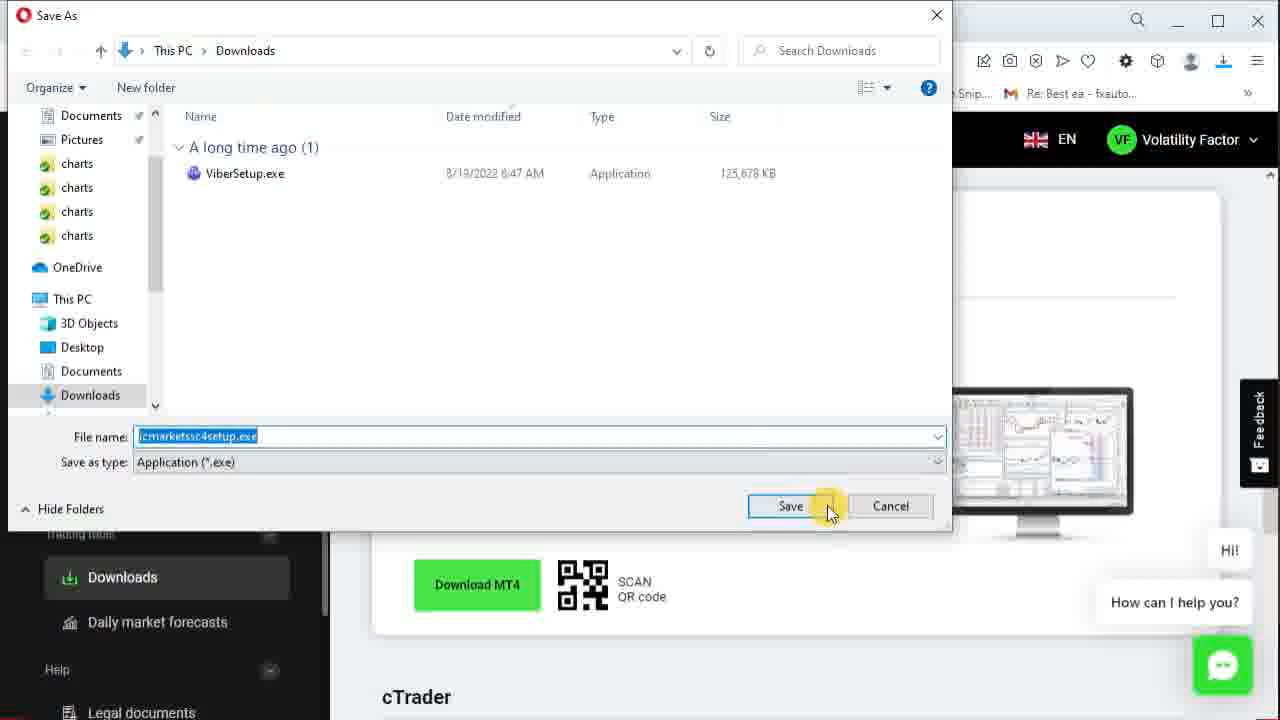 Save As
This PC > Downloads
Search Downloads
Organize
New folder
Documents
Pictures
charts
charts
charts
charts
OneDrive
This PC
3D Objects
Desktop
Documents
Downloads
Name
Date modified
Type
Size
A long time ago (1)
ViberSetup.exe
8/19/2022 6:47 AM
Application
125,678 KB
File name:
icmarketssc4setup.exe
Save as type:
Application (*.exe)
Hide Folders
Save
Cancel
Snip...
Re: Best ea - fxauto...
EN
VF
Volatility Factor
Feedback
Trading tools
Downloads
Daily market forecasts
Help
Legal documents
Download MT4
SCAN
QR code
Hi!
How can I help you?
cTrader